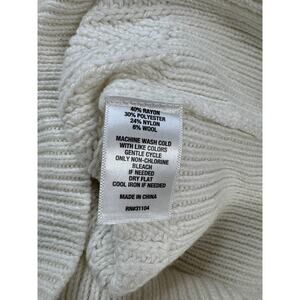 40% RAYON
30% POLYESTER
24% NYLON
6% WOOL
MACHINE WASH COLD
WITH LIKE COLORS
GENTLE CYCLE
ONLY NON-CHLORINE
BLEACH
IF NEEDED
DRY FLAT
COOL IRON IF NEEDED
MADE IN CHINA
RN#31104